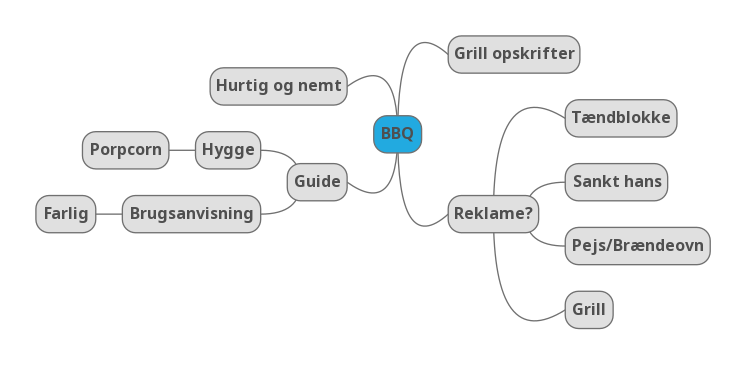 BBQ
Hurtig og nemt
Guide
Hygge
Porpcorn
Brugsanvisning
Farlig
Grill opskrifter
Reklame?
Tændblokke
Sankt hans
Pejs/Brændeovn
Grill